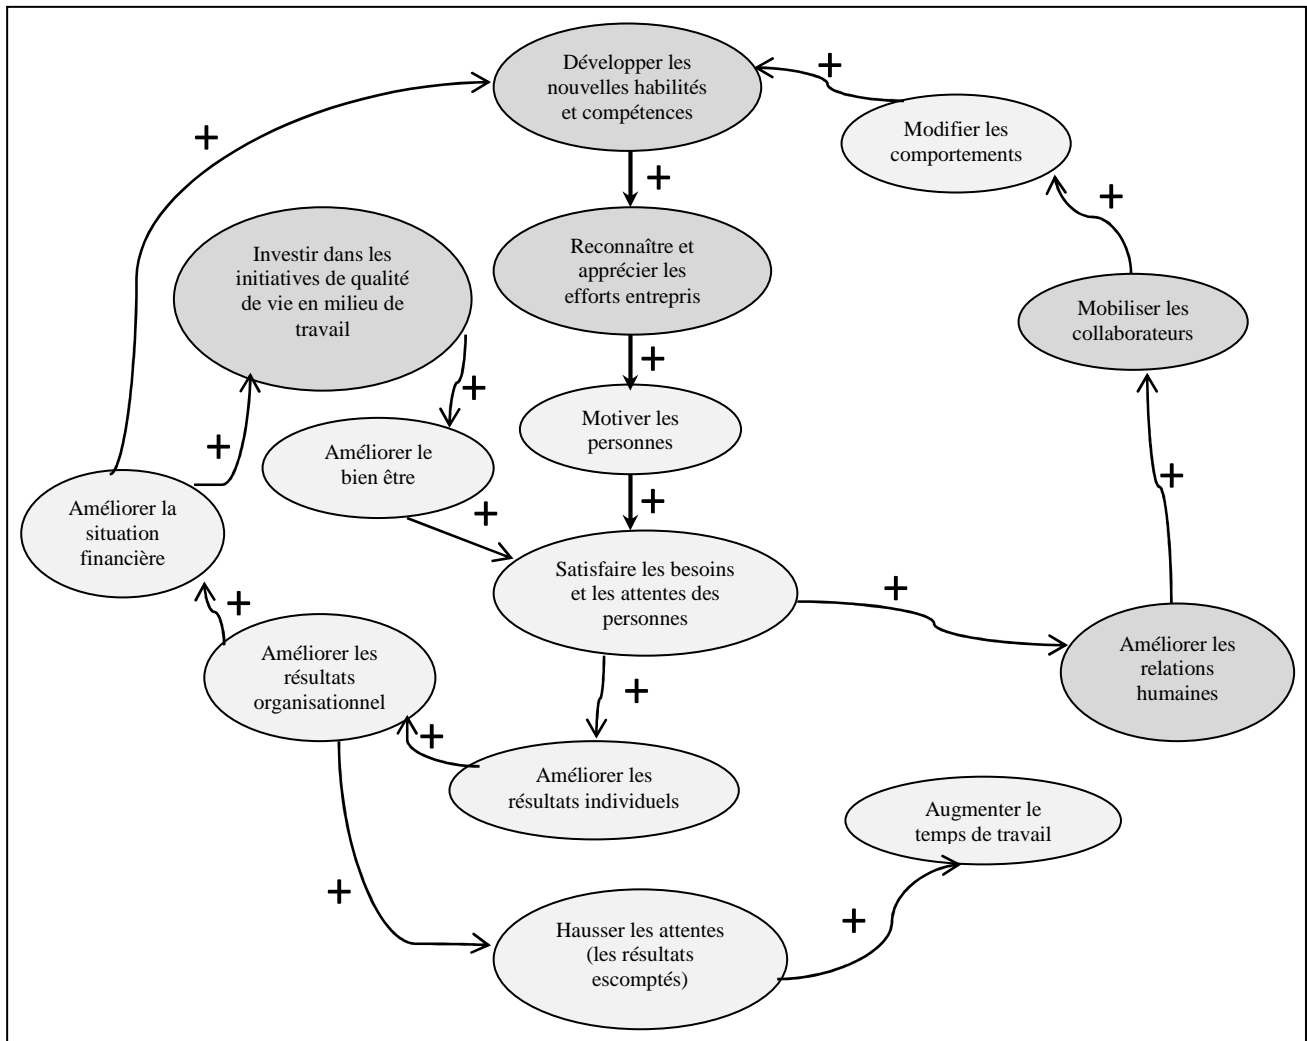 Développer les
nouvelles habilités
et compétences
+
+
Modifier les
comportements
+
+
+
Investir dans les
initiatives de qualité
de vie en milieu de
travail
Reconnaître et
apprécier les
efforts entrepris
Mobiliser les
collaborateurs
+
+
Motiver les
personnes
+
Améliorer le
bien être
+
+
+
Améliorer la
situation
financière
Satisfaire les besoins
et les attentes des
personnes
+
+
Améliorer les
résultats
organisationnel
Améliorer les
relations
humaines
+
+
Améliorer les
résultats individuels
Augmenter le
temps de travail
+
+
Hausser les attentes
(les résultats
escomptés)